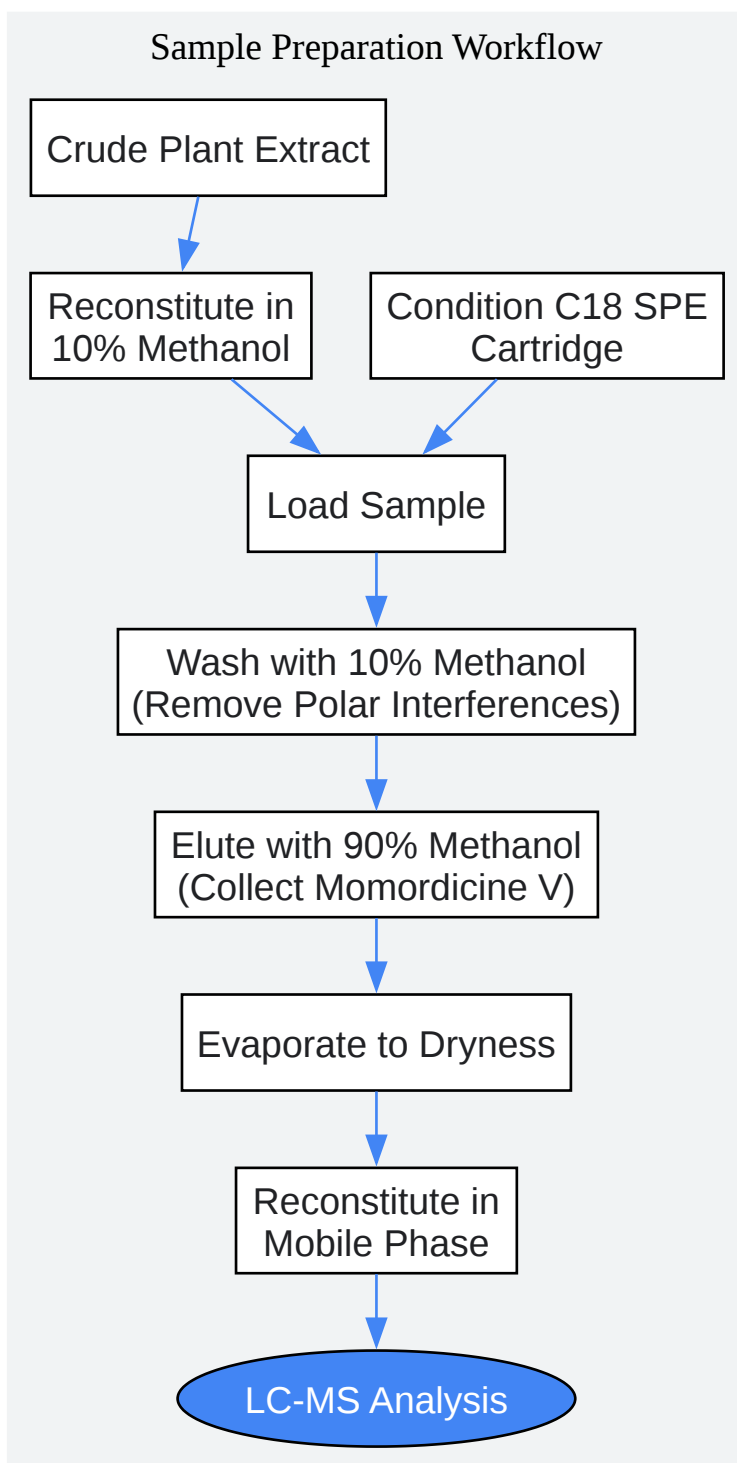 Sample Preparation Workflow
Crude Plant Extract
Reconstitute in
10% Methanol
Condition C18 SPE
Cartridge
Load Sample
Wash with 10% Methanol
(Remove Polar Interferences)
Elute with 90% Methanol
(Collect Momordicine V)
Evaporate to Dryness
Reconstitute in
Mobile Phase
LC-MS Analysis